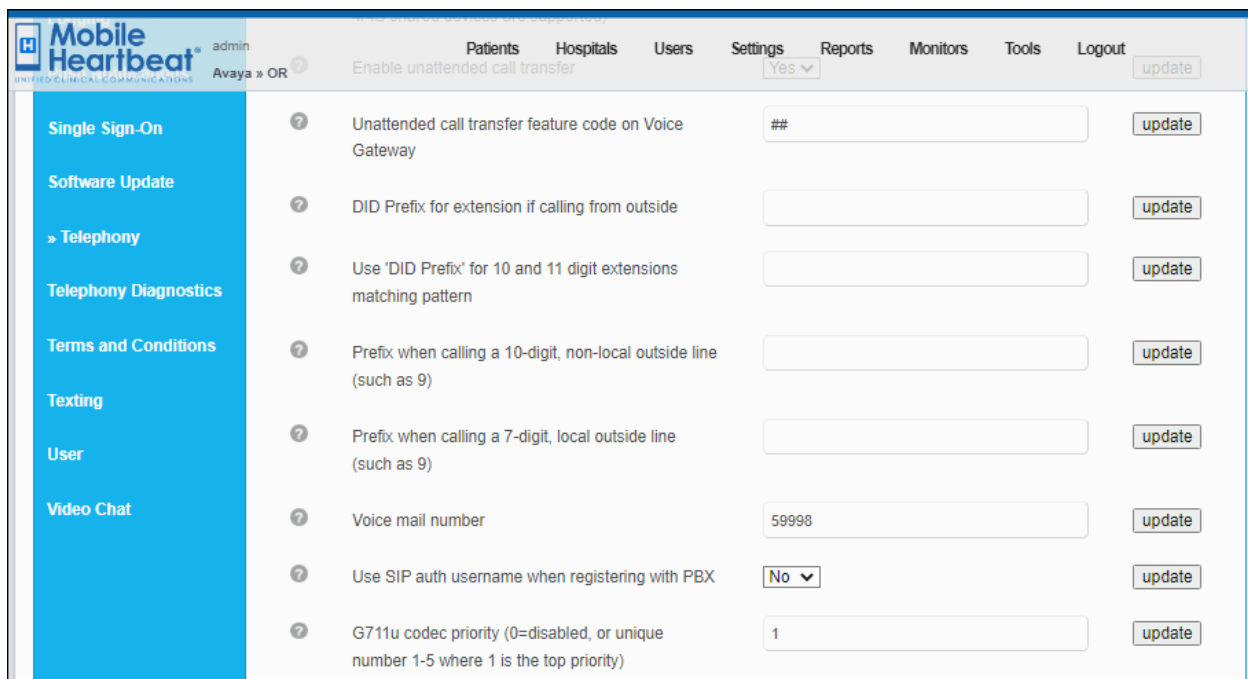 4.13 shared devices are supported)
Mobile
Heartbeat®
UNIFIED CLINICAL COMMUNICATIONS
admin
Avaya » OR
Patients Hospitals Users Settings Reports Monitors Tools Logout
Enable unattended call transfer Yes update
Single Sign-On
Software Update
» Telephony
Telephony Diagnostics
Terms and Conditions
Texting
User
Video Chat
Unattended call transfer feature code on Voice
Gateway
## update
DID Prefix for extension if calling from outside update
Use 'DID Prefix' for 10 and 11 digit extensions
matching pattern
update
Prefix when calling a 10-digit, non-local outside line
(such as 9)
update
Prefix when calling a 7-digit, local outside line
(such as 9)
update
Voice mail number 59998 update
Use SIP auth username when registering with PBX No update
G711u codec priority (0=disabled, or unique
number 1-5 where 1 is the top priority)
1 update